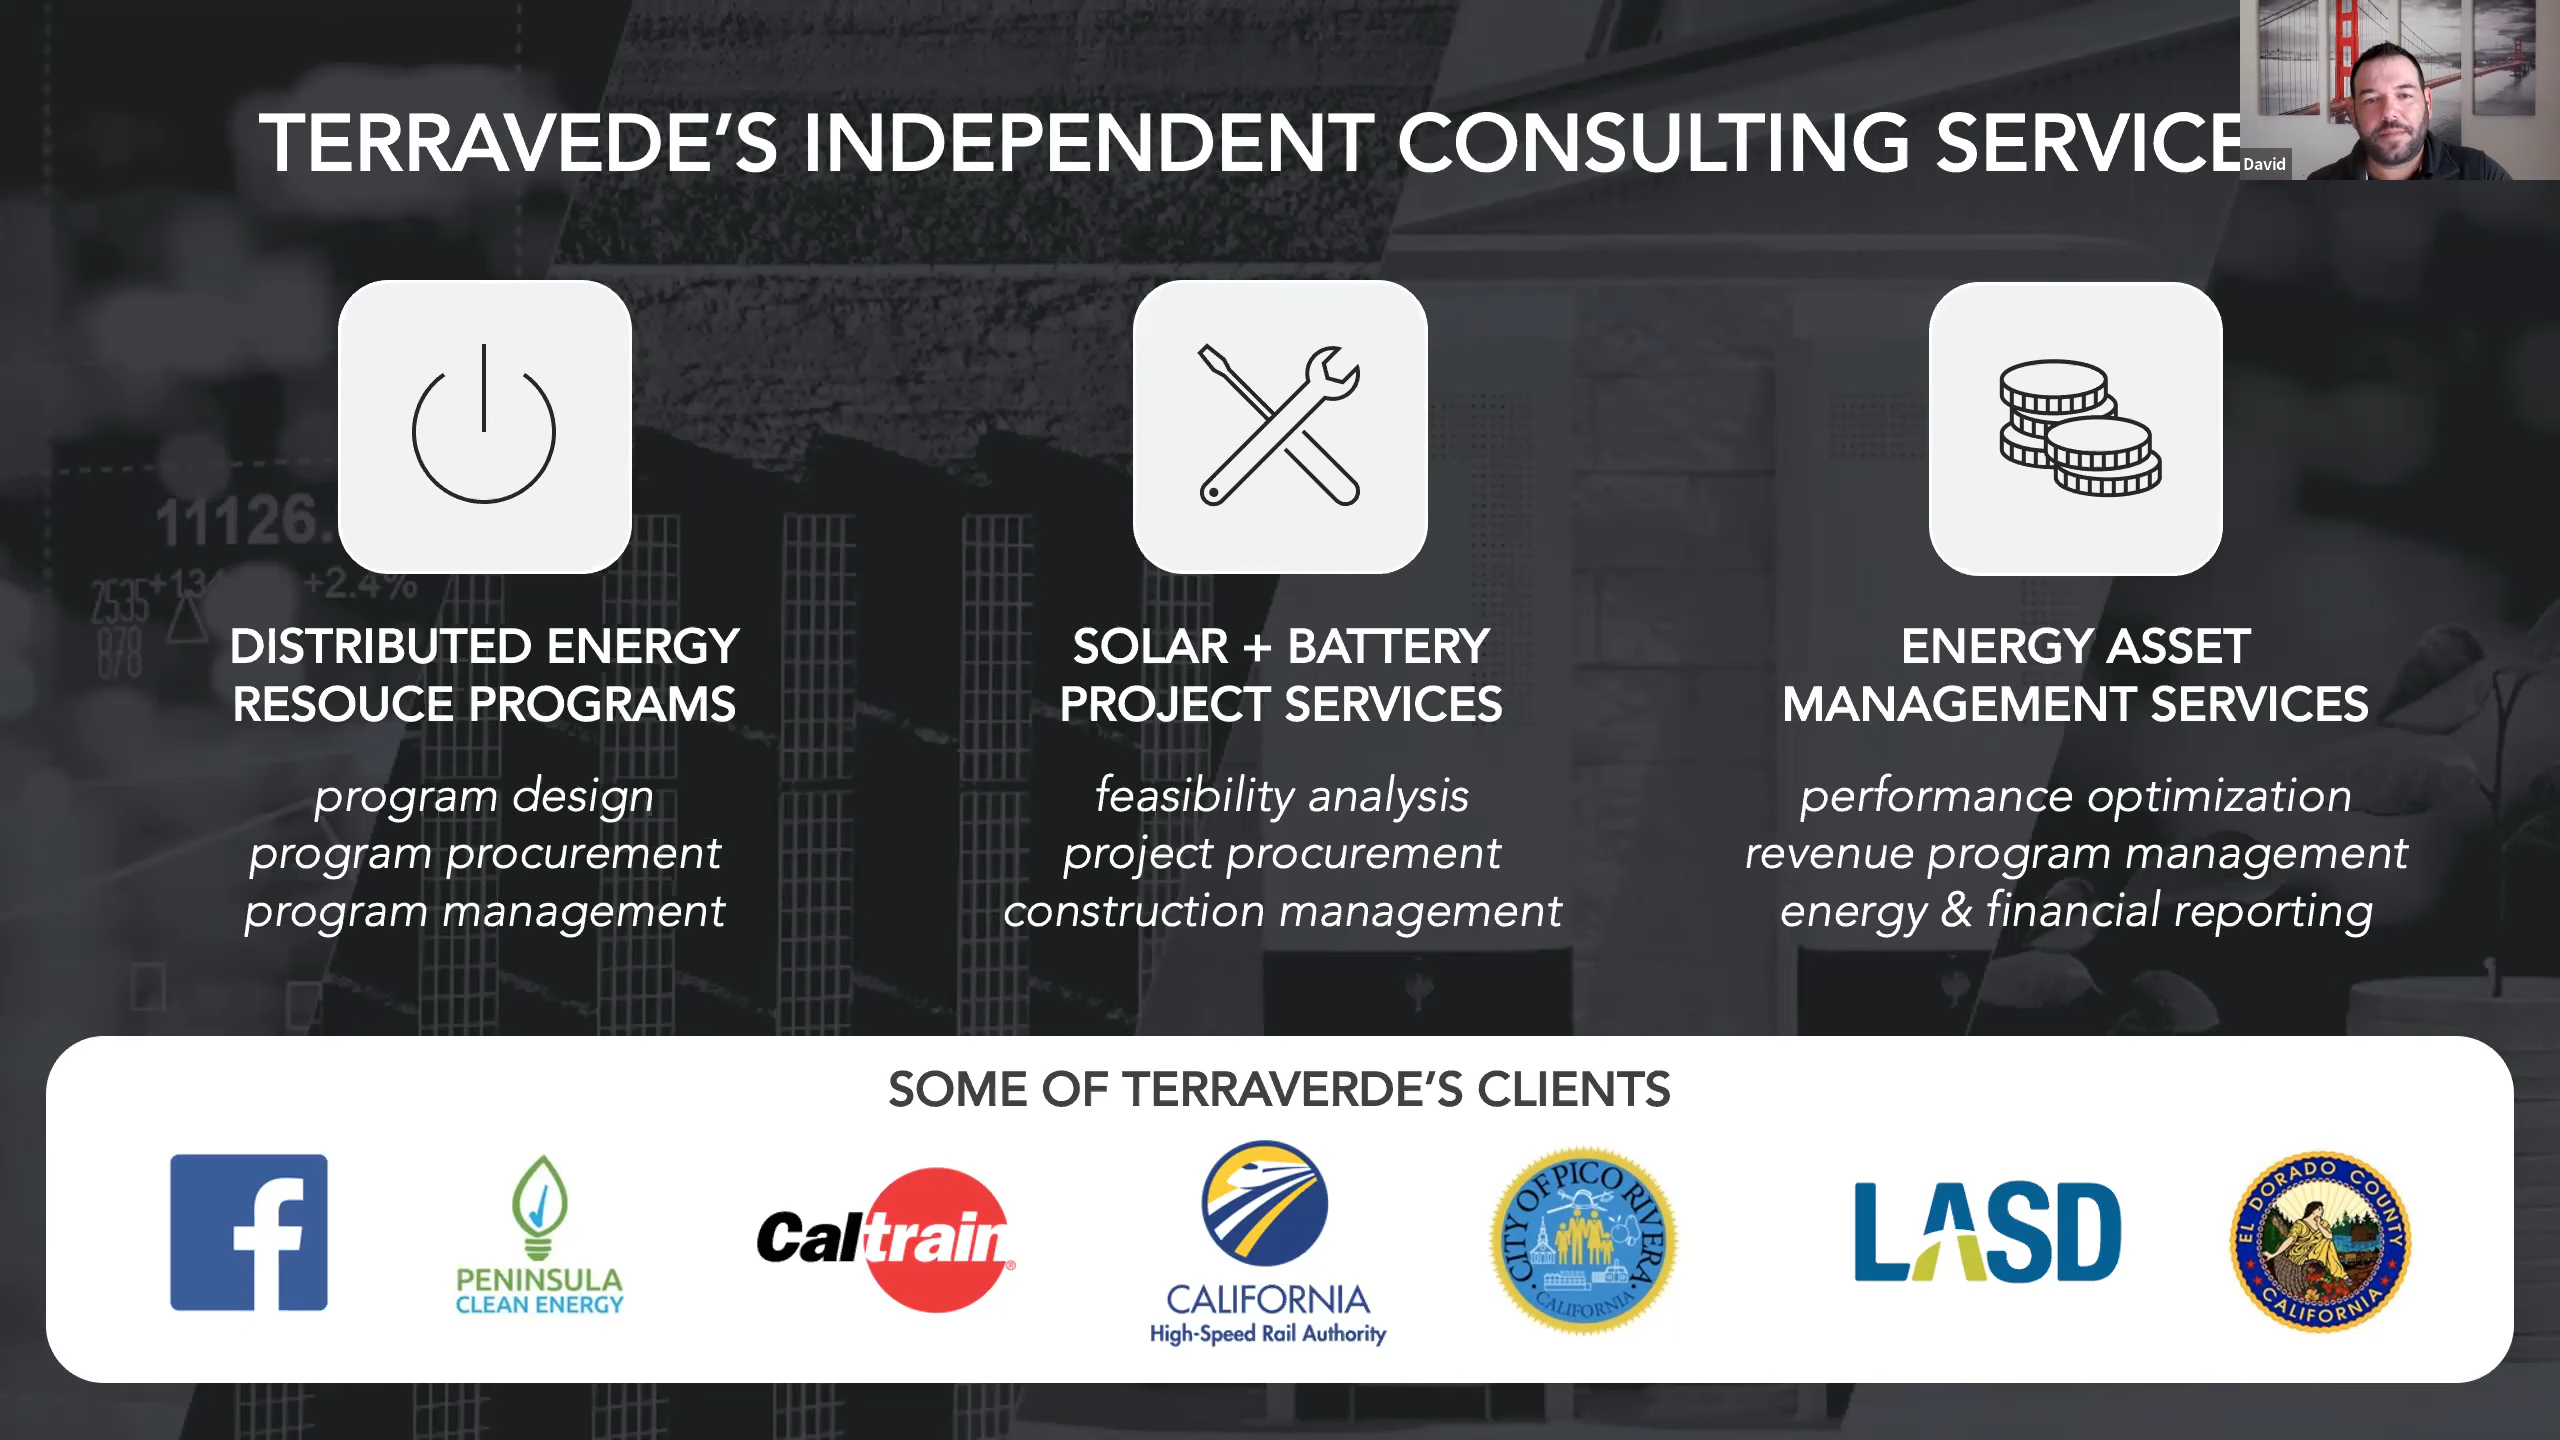 TERRAVEDE'S INDEPENDENT CONSULTING SERVICE
David
11126.
+2.4%
2535
+13
878
DISTRIBUTED ENERGY
RESOUCE PROGRAMS
program design
program procurement
program management
SOLAR + BATTERY
PROJECT SERVICES
feasibility analysis
project procurement
construction management
ENERGY ASSET
MANAGEMENT SERVICES
performance optimization
revenue program management
energy & financial reporting
SOME OF TERRAVERDE'S CLIENTS
f
PENINSULA
CLEAN ENERGY
Caltrain®
CALIFORNIA
High-Speed Rail Authority
CITY OF PICO RIVERA
CALIFORNIA
LASD
EL DORADO COUNTY
CALIFORNIA